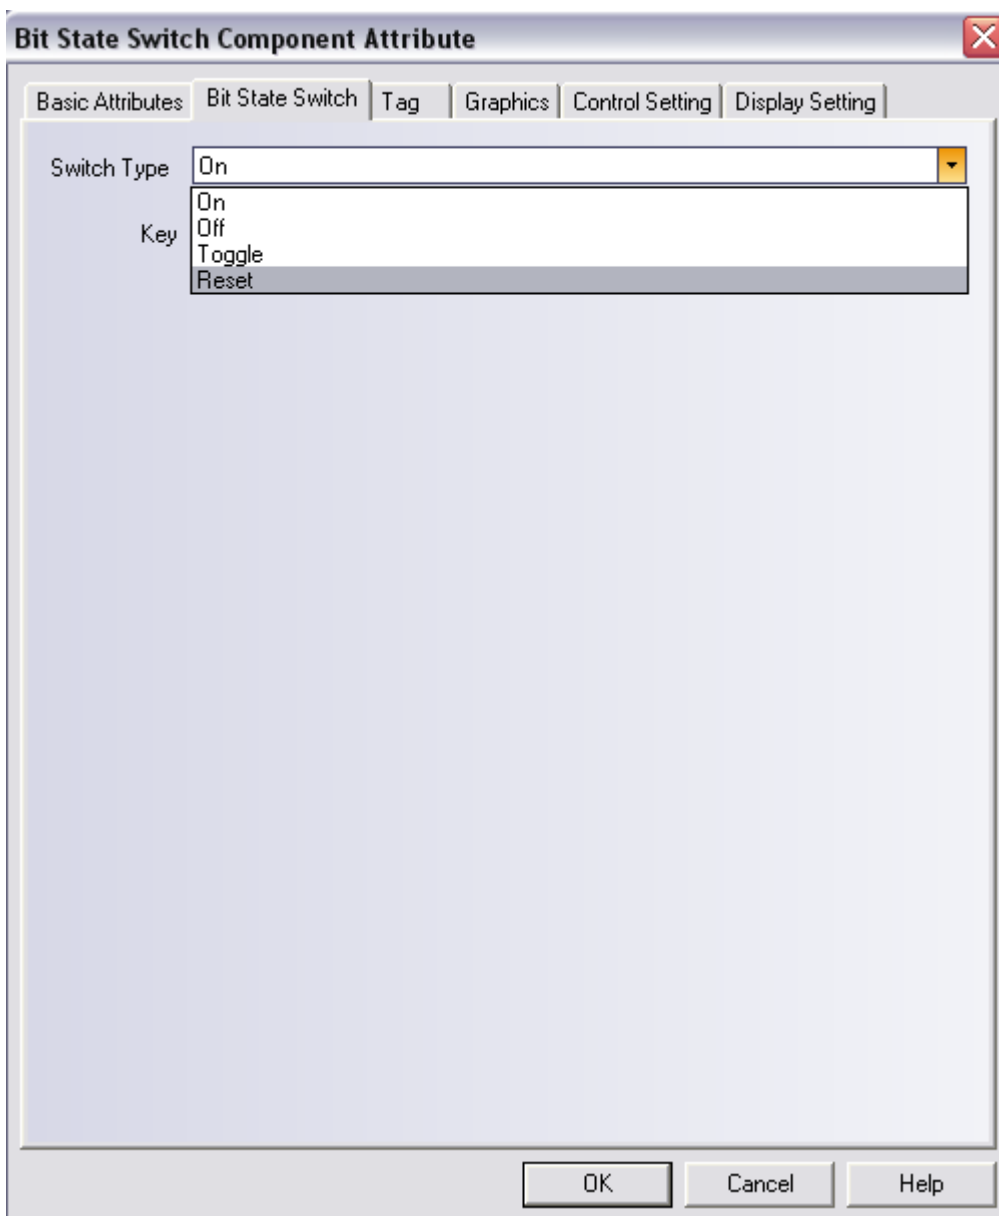 Bit State Switch Component Attribute
Basic Attributes Bit State Switch Tag Graphics Control Setting Display Setting
Switch Type On
On
Key Off
Toggle
Reset
OK Cancel Help